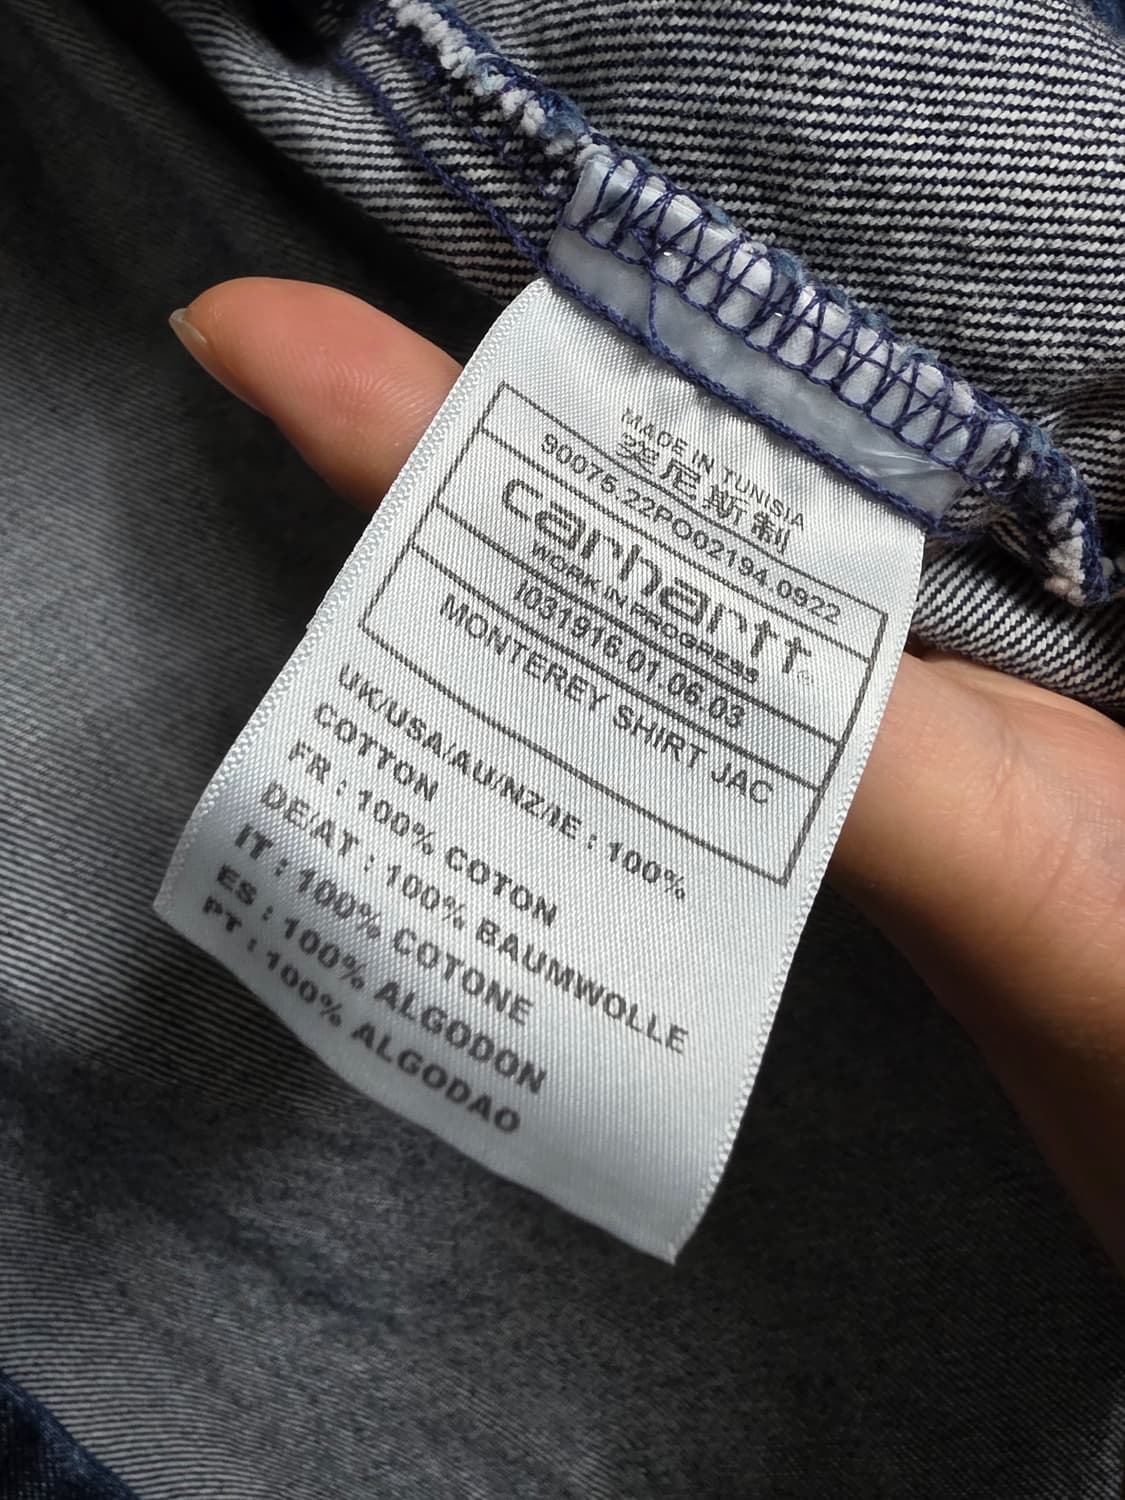 MADE IN TUNISIA
突尼斯 制
90075.22PO02194.0922
carhartt®
WORK IN PROGRESS
I031916.01.06.03
MONTEREY SHIRT JAC
UK/USA/AU/NZ/IE : 100%
COTTON
FR : 100% COTON
DE/AT : 100% BAUMWOLLE
IT : 100% COTONE
ES : 100% ALGODON
PT : 100% ALGODAO